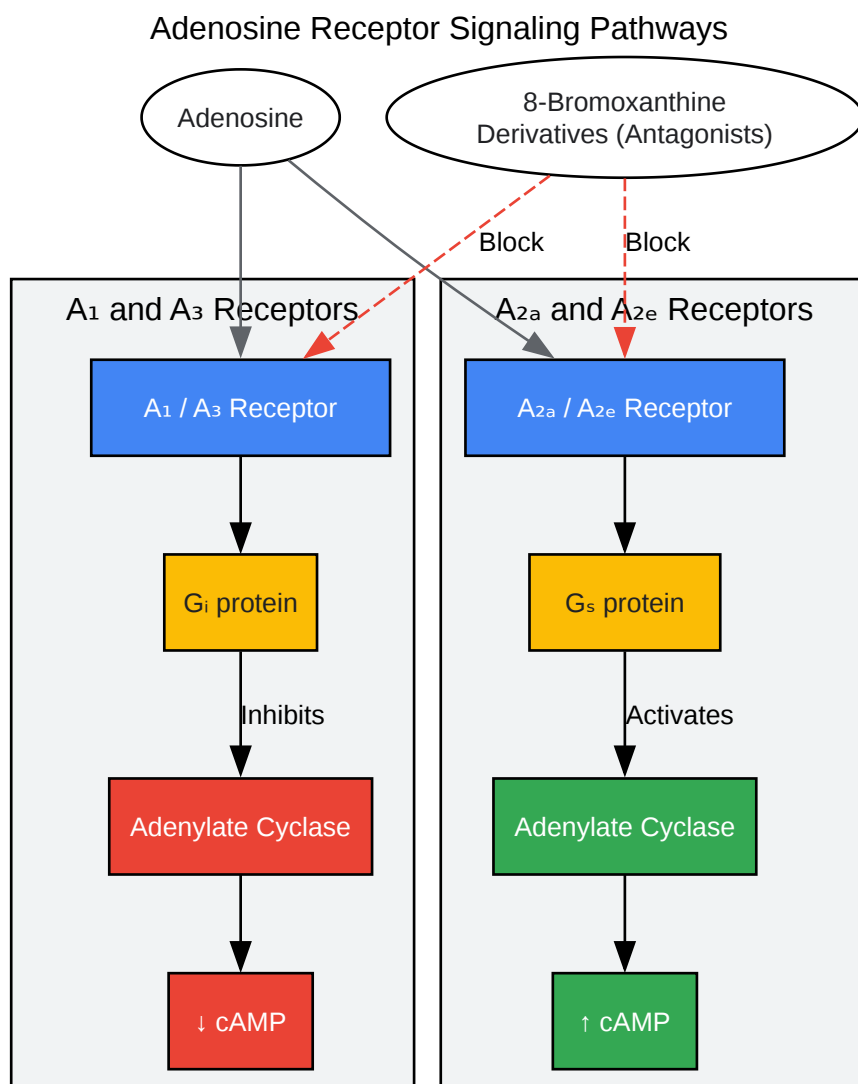 Adenosine Receptor Signaling Pathways
Adenosine
8-Bromoxanthine
Derivatives (Antagonists)
Block
Block
A₁ and A₃ Receptors
A₂ₐ and A₂ₑ Receptors
A₁ / A₃ Receptor
A₂ₐ / A₂ₑ Receptor
Gᵢ protein
Gₛ protein
Inhibits
Activates
Adenylate Cyclase
Adenylate Cyclase
↓ cAMP
↑ cAMP